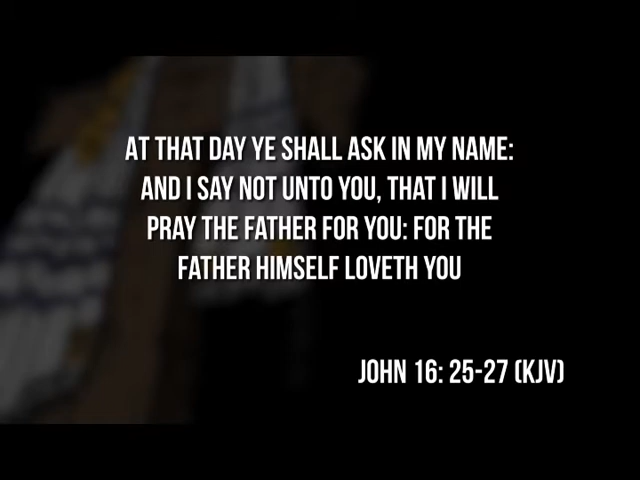 AT THAT DAY YE SHALL ASK IN MY NAME:
AND I SAY NOT UNTO YOU, THAT I WILL
PRAY THE FATHER FOR YOU: FOR THE
FATHER HIMSELF LOVETH YOU
JOHN 16: 25-27 (KJV)